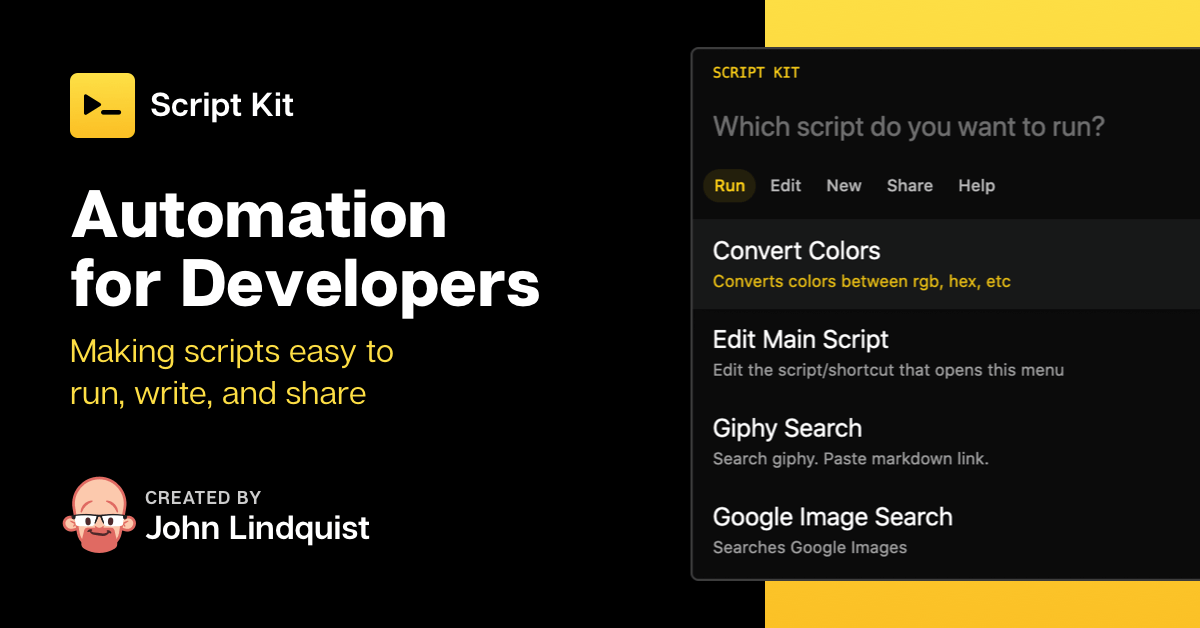 Script Kit
Automation
for Developers
Making scripts easy to
run, write, and share
CREATED BY
John Lindquist
SCRIPT KIT
Which script do you want to run?
Run Edit New Share Help
Convert Colors
Converts colors between rgb, hex, etc
Edit Main Script
Edit the script/shortcut that opens this menu
Giphy Search
Search giphy. Paste markdown link.
Google Image Search
Searches Google Images